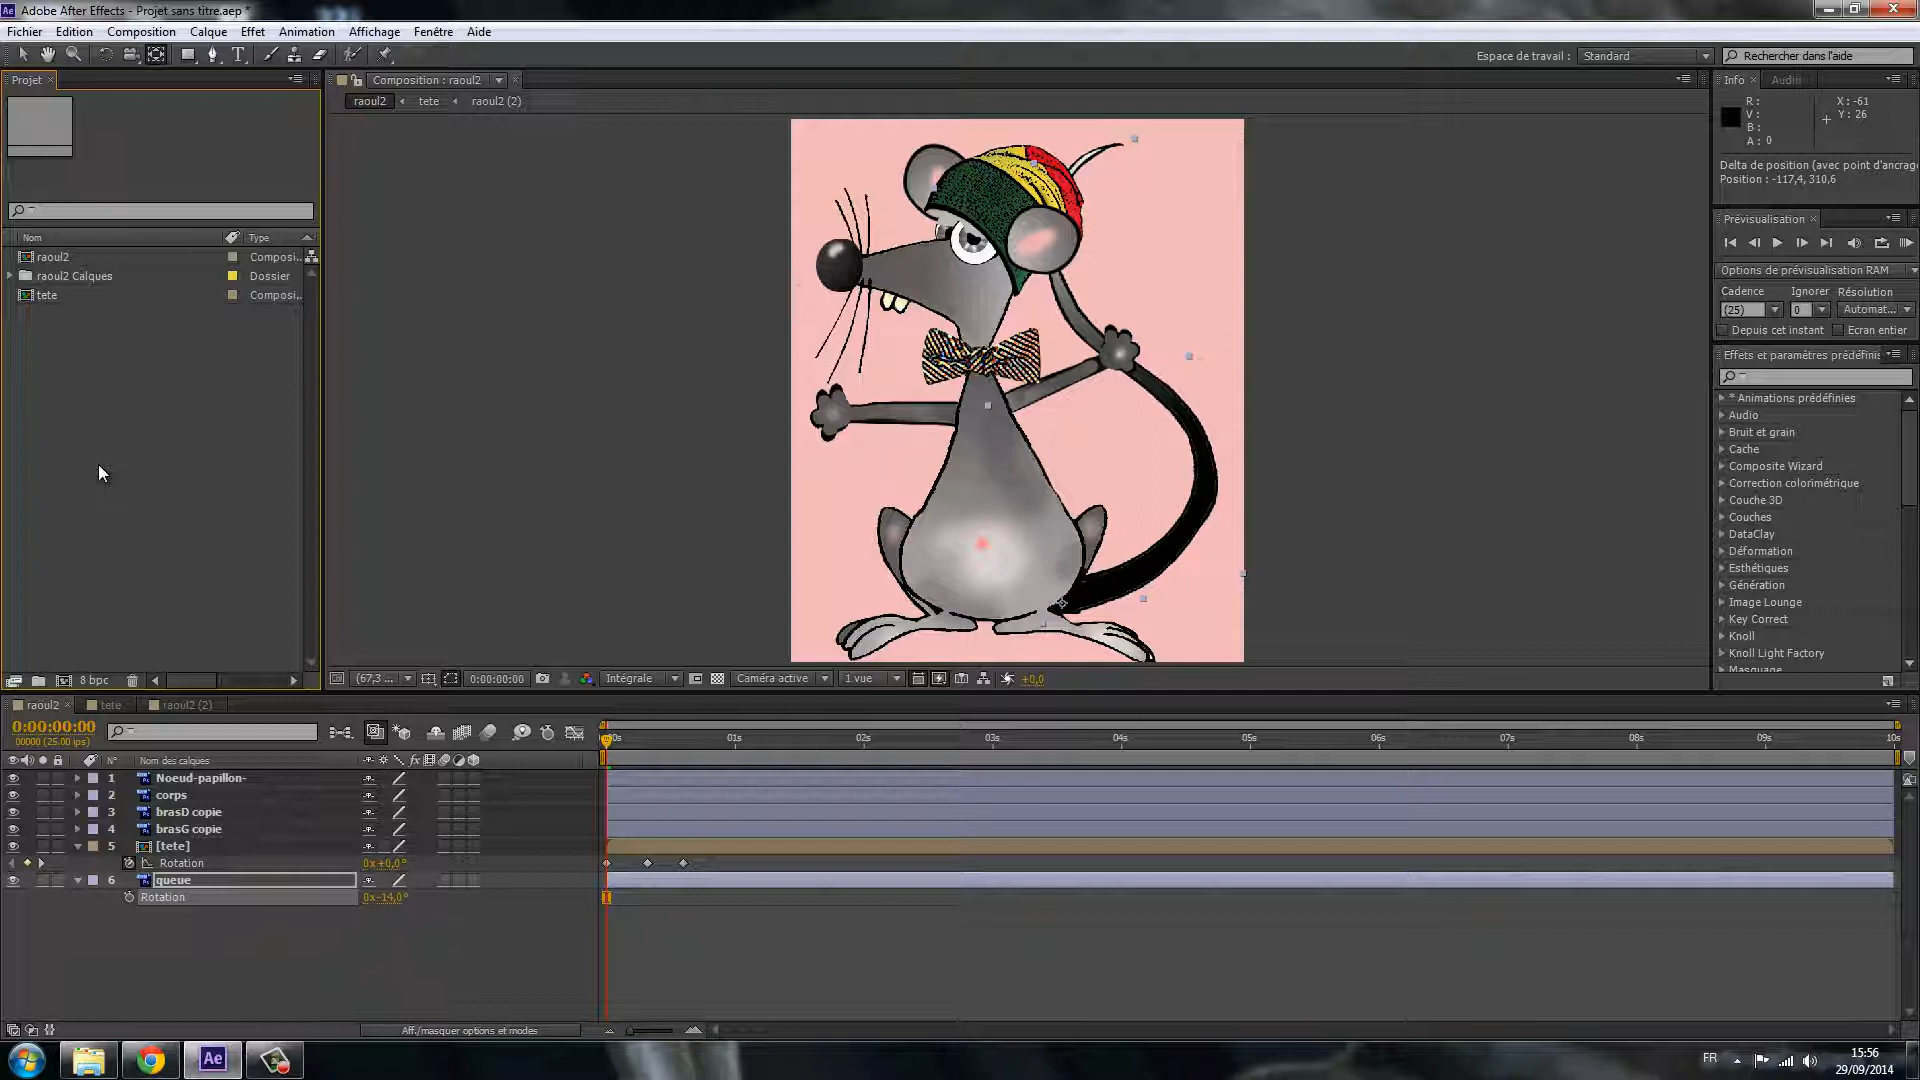 Adobe After Effects - Projet sans titre.aep *
Fichier Edition Composition Calque Effet Animation Affichage Fenêtre Aide
Espace de travail : Standard Rechercher dans l'aide
Projet Composition : raoul2 Info Audio
raoul2 tete raoul2 (2)
R : X : -61
V : Y : 26
B :
A : 0
Delta de position (avec point d'ancrag
Position : -117,4, 310,6
Prévisualisation
Nom Type
raoul2 Composi...
raoul2 Calques Dossier
tete Composi...
Options de prévisualisation RAM
Cadence Ignorer Résolution
(25) 0 Automat...
Depuis cet instant Ecran entier
Effets et paramètres prédéfinis
* Animations prédéfinies
Audio
Bruit et grain
Cache
Composite Wizard
Correction colorimétrique
Couche 3D
Couches
DataClay
Déformation
Esthétiques
Génération
Image Lounge
Key Correct
Knoll
Knoll Light Factory
Masquage
8 bpc (67,3... 0:00:00:00 Intégrale Caméra active 1 vue +0,0
raoul2 tete raoul2 (2)
0:00:00:00
00000 (25.00 ips)
00s 01s 02s 03s 04s 05s 06s 07s 08s 09s 10s
N° Nom des calques fx
1 Noeud-papillon-
2 corps
3 brasD copie
4 brasG copie
5 [tete]
Rotation 0x+0,0°
6 queue
Rotation 0x-14,0°
Aff./masquer options et modes
Ae FR 15:56
29/09/2014